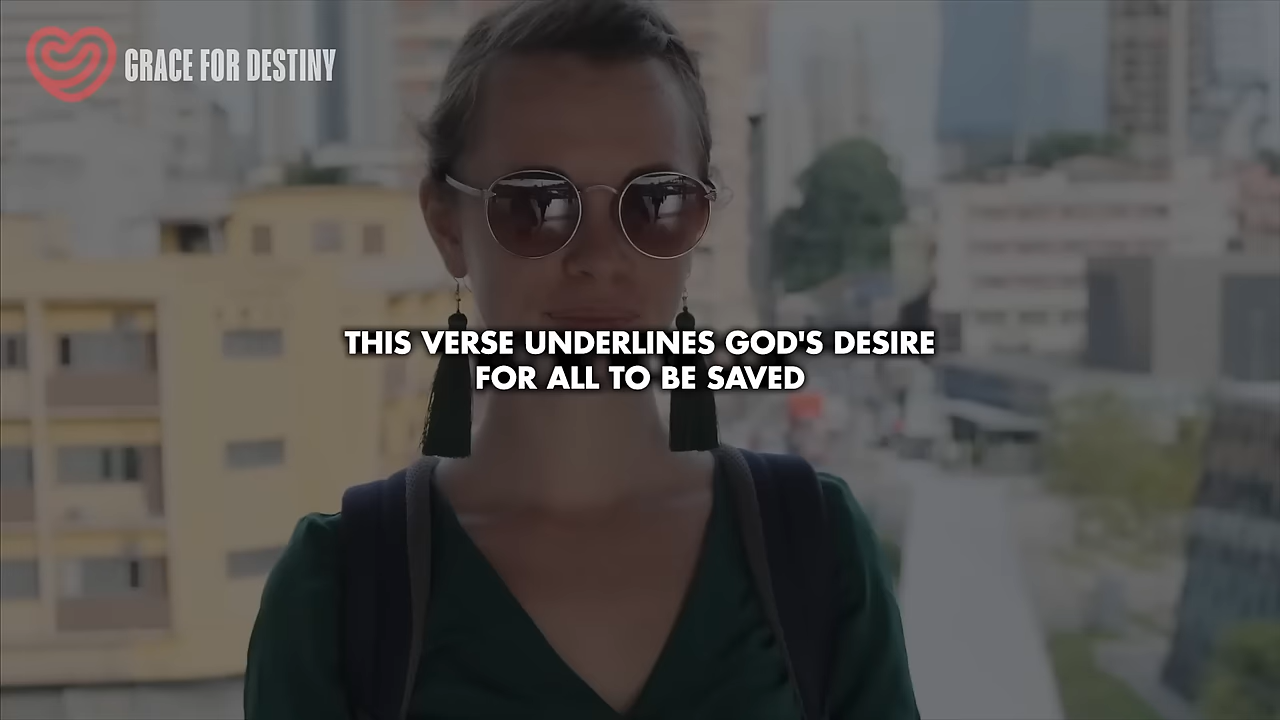 GRACE FOR DESTINY
THIS VERSE UNDERLINES GOD'S DESIRE
FOR ALL TO BE SAVED